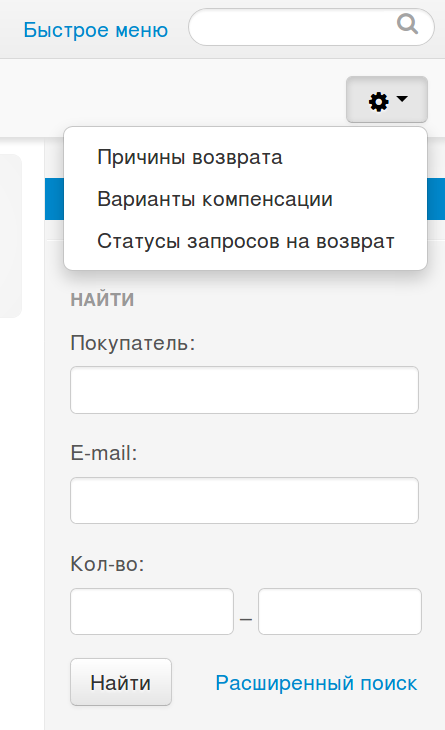 Быстрое меню
Причины возврата
Варианты компенсации
Статусы запросов на возврат
НАЙТИ
Покупатель:
E-mail:
Кол-во:
–
Найти Расширенный поиск